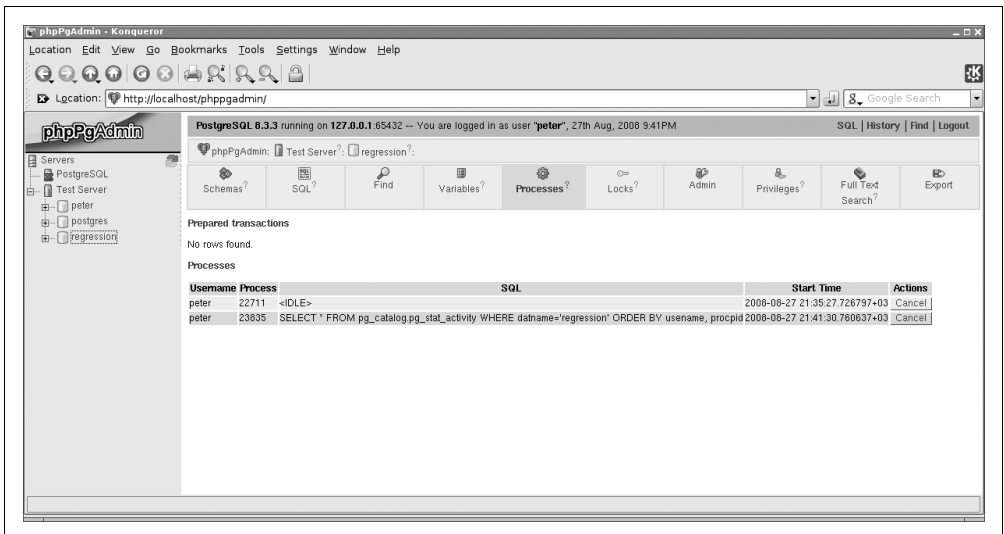 phpPgAdmin - Konqueror
Location Edit View Go Bookmarks Tools Settings Window Help
Location: http://localhost/phppgadmin/ Google Search
phpPgAdmin
PostgreSQL 8.3.3 running on 127.0.0.1:65432 -- You are logged in as user "peter", 27th Aug, 2008 9:41PM SQL | History | Find | Logout
phpPgAdmin: Test Server?: regression?:
Servers
PostgreSQL
Test Server
peter
postgres
regression
Schemas? SQL? Find Variables? Processes? Locks? Admin Privileges? Full Text Search? Export
Prepared transactions
No rows found.
Processes
Username Process SQL Start Time Actions
peter 22711 <IDLE> 2008-08-27 21:35:27.726797+03 Cancel
peter 23835 SELECT * FROM pg_catalog.pg_stat_activity WHERE datname='regression' ORDER BY usename, procpid 2008-08-27 21:41:30.760637+03 Cancel